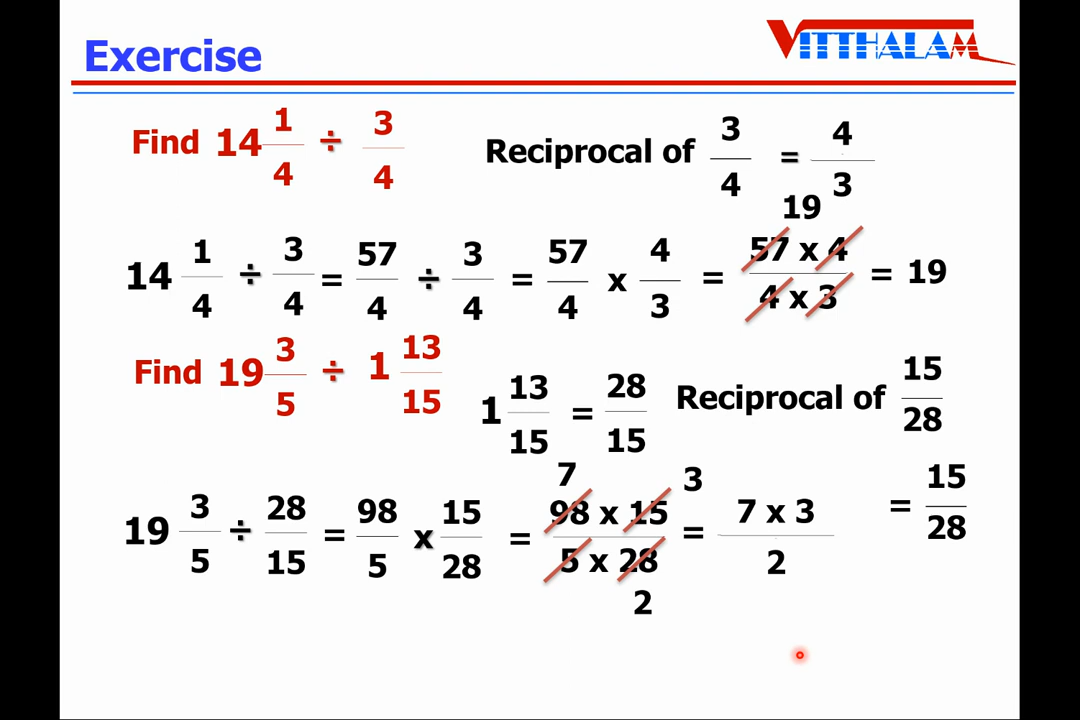 Exercise
VITTHALAM
Find 14 1/4 ÷ 3/4
Reciprocal of 3/4 = 4/3
19
14 1/4 ÷ 3/4 = 57/4 ÷ 3/4 = 57/4 x 4/3 = 57 x 4 / 4 x 3 = 19
Find 19 3/5 ÷ 1 13/15
1 13/15 = 28/15
Reciprocal of 15/28
= 15/28
7 3
19 3/5 ÷ 28/15 = 98/5 x 15/28 = 98 x 15 / 5 x 28 = 7 x 3 / 2
2